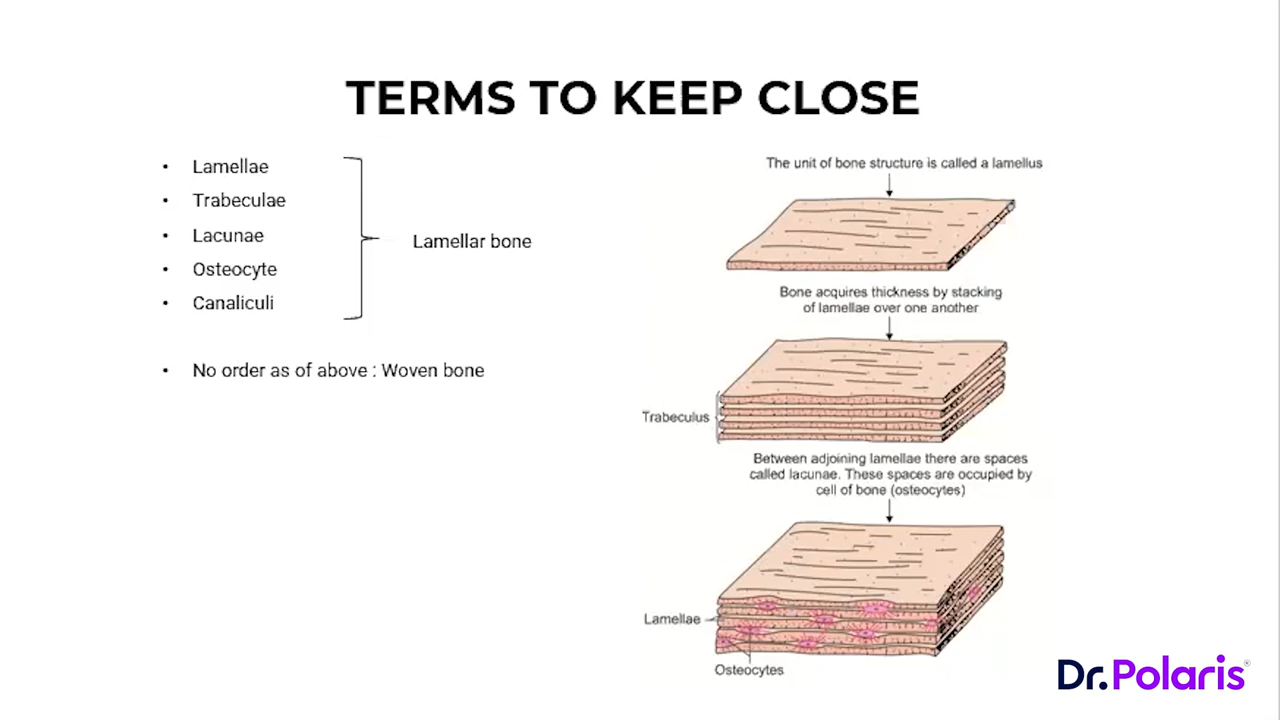 TERMS TO KEEP CLOSE
• Lamellae
• Trabeculae
• Lacunae
• Osteocyte
• Canaliculi
Lamellar bone
• No order as of above : Woven bone
The unit of bone structure is called a lamellus
Bone acquires thickness by stacking
of lamellae over one another
Trabeculus
Between adjoining lamellae there are spaces
called lacunae. These spaces are occupied by
cell of bone (osteocytes)
Lamellae
Osteocytes
Dr.Polaris®